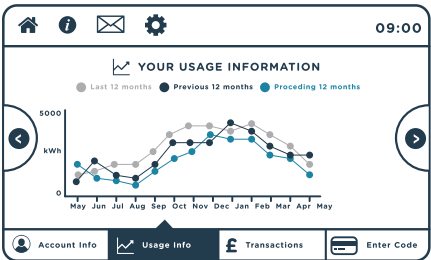 09:00
YOUR USAGE INFORMATION
Last 12 months Previous 12 months Proceding 12 months
5000
kWh
0
May Jun Jul Aug Sep Oct Nov Dec Jan Feb Mar Apr May
Account Info Usage Info £ Transactions Enter Code